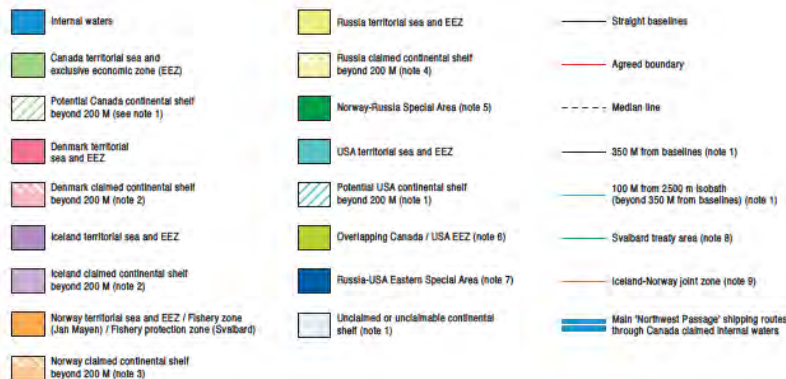 Internal waters
Canada territorial sea and
exclusive economic zone (EEZ)
Potential Canada continental shelf
beyond 200 M (see note 1)
Denmark territorial
sea and EEZ
Denmark claimed continental shelf
beyond 200 M (note 2)
Iceland territorial sea and EEZ
Iceland claimed continental shelf
beyond 200 M (note 2)
Norway territorial sea and EEZ / Fishery zone
(Jan Mayen) / Fishery protection zone (Svalbard)
Norway claimed continental shelf
beyond 200 M (note 3)
Russia territorial sea and EEZ
Russia claimed continental shelf
beyond 200 M (note 4)
Norway-Russia Special Area (note 5)
USA territorial sea and EEZ
Potential USA continental shelf
beyond 200 M (note 1)
Overlapping Canada / USA EEZ (note 6)
Russia-USA Eastern Special Area (note 7)
Unclaimed or unclaimable continental
shelf (note 1)
Straight baselines
Agreed boundary
Median line
350 M from baselines (note 1)
100 M from 2500 m isobath
(beyond 350 M from baselines) (note 1)
Svalbard treaty area (note 8)
Iceland-Norway joint zone (note 9)
Main 'Northwest Passage' shipping routes
through Canada claimed internal waters